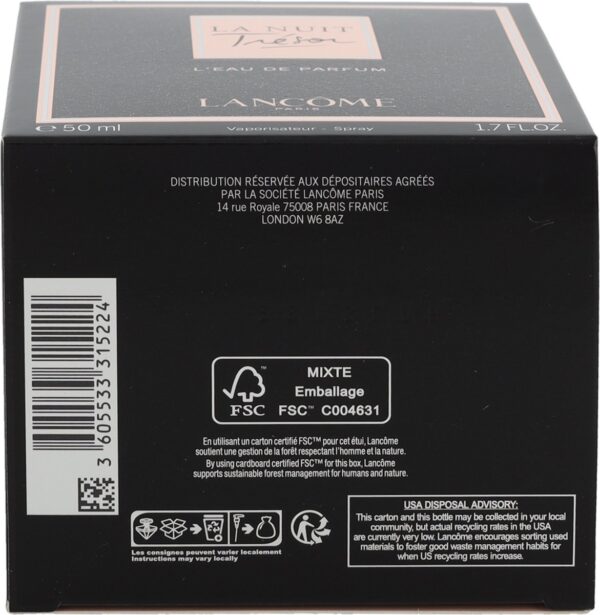 LA NUIT
Trésor
L'EAU DE PARFUM
LANCÔME
PARIS
e 50 ml Vaporisateur - Spray 1.7 FL.OZ.
DISTRIBUTION RÉSERVÉE AUX DÉPOSITAIRES AGRÉÉS
PAR LA SOCIÉTÉ LANCÔME PARIS
14 rue Royale 75008 PARIS FRANCE
LONDON W6 8AZ
3 605533 315224
FSC™
MIXTE
Emballage
FSC™ C004631
En utilisant un carton certifié FSC™ pour cet étui, Lancôme
soutient une gestion de la forêt respectant l'homme et la nature.
By using cardboard certified FSC™ for this box, Lancôme
supports sustainable forest management for humans and nature.
Les consignes peuvent varier localement
Instructions may vary locally
USA DISPOSAL ADVISORY:
This carton and this bottle may be collected in your local
community, but actual recycling rates in the USA
are currently very low. Lancôme encourages sorting used
materials to foster good waste management habits for
when US recycling rates increase.